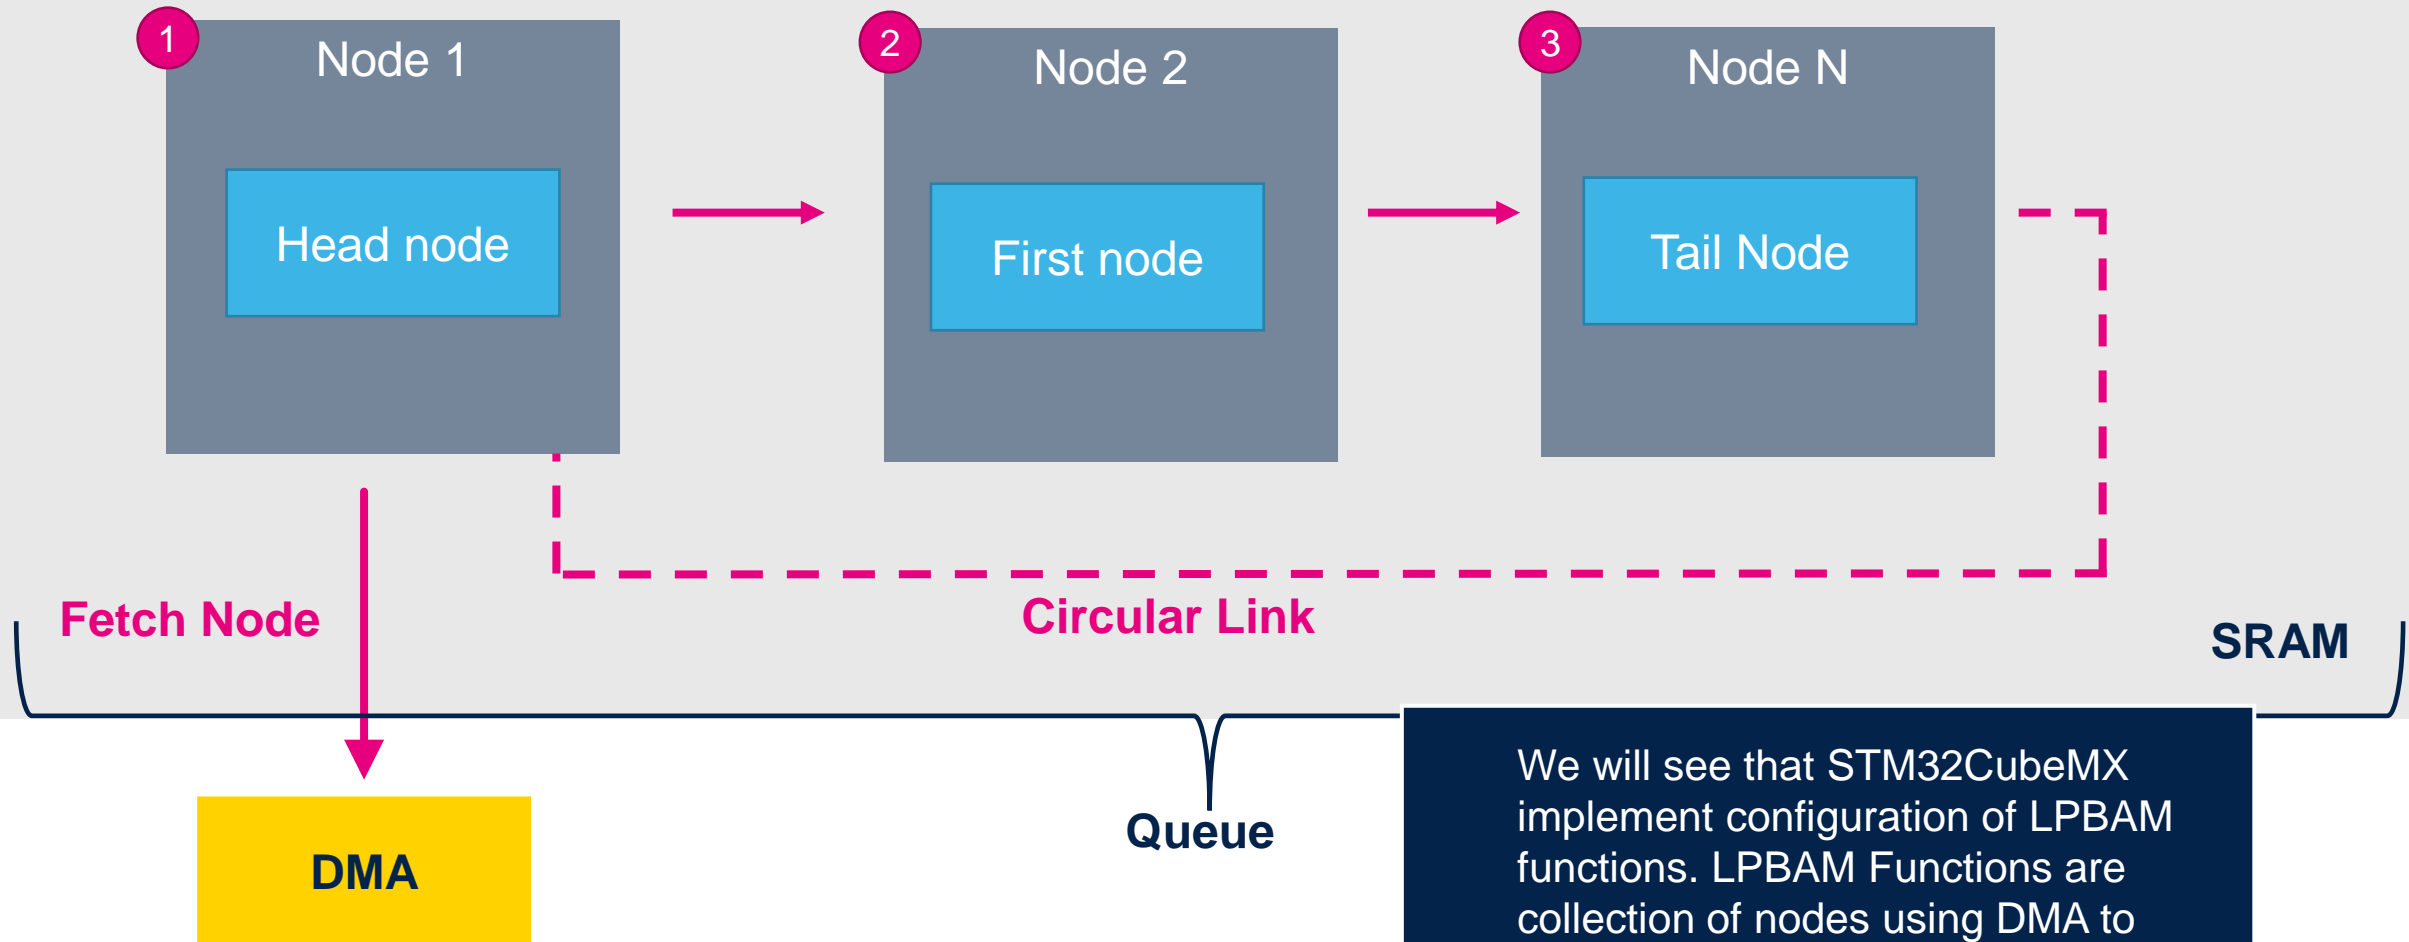 1
Node 1
Head node
2
Node 2
First node
3
Node N
Tail Node
Fetch Node
Circular Link
SRAM
Queue
DMA
We will see that STM32CubeMX
implement configuration of LPBAM
functions. LPBAM Functions are
collection of nodes using DMA to